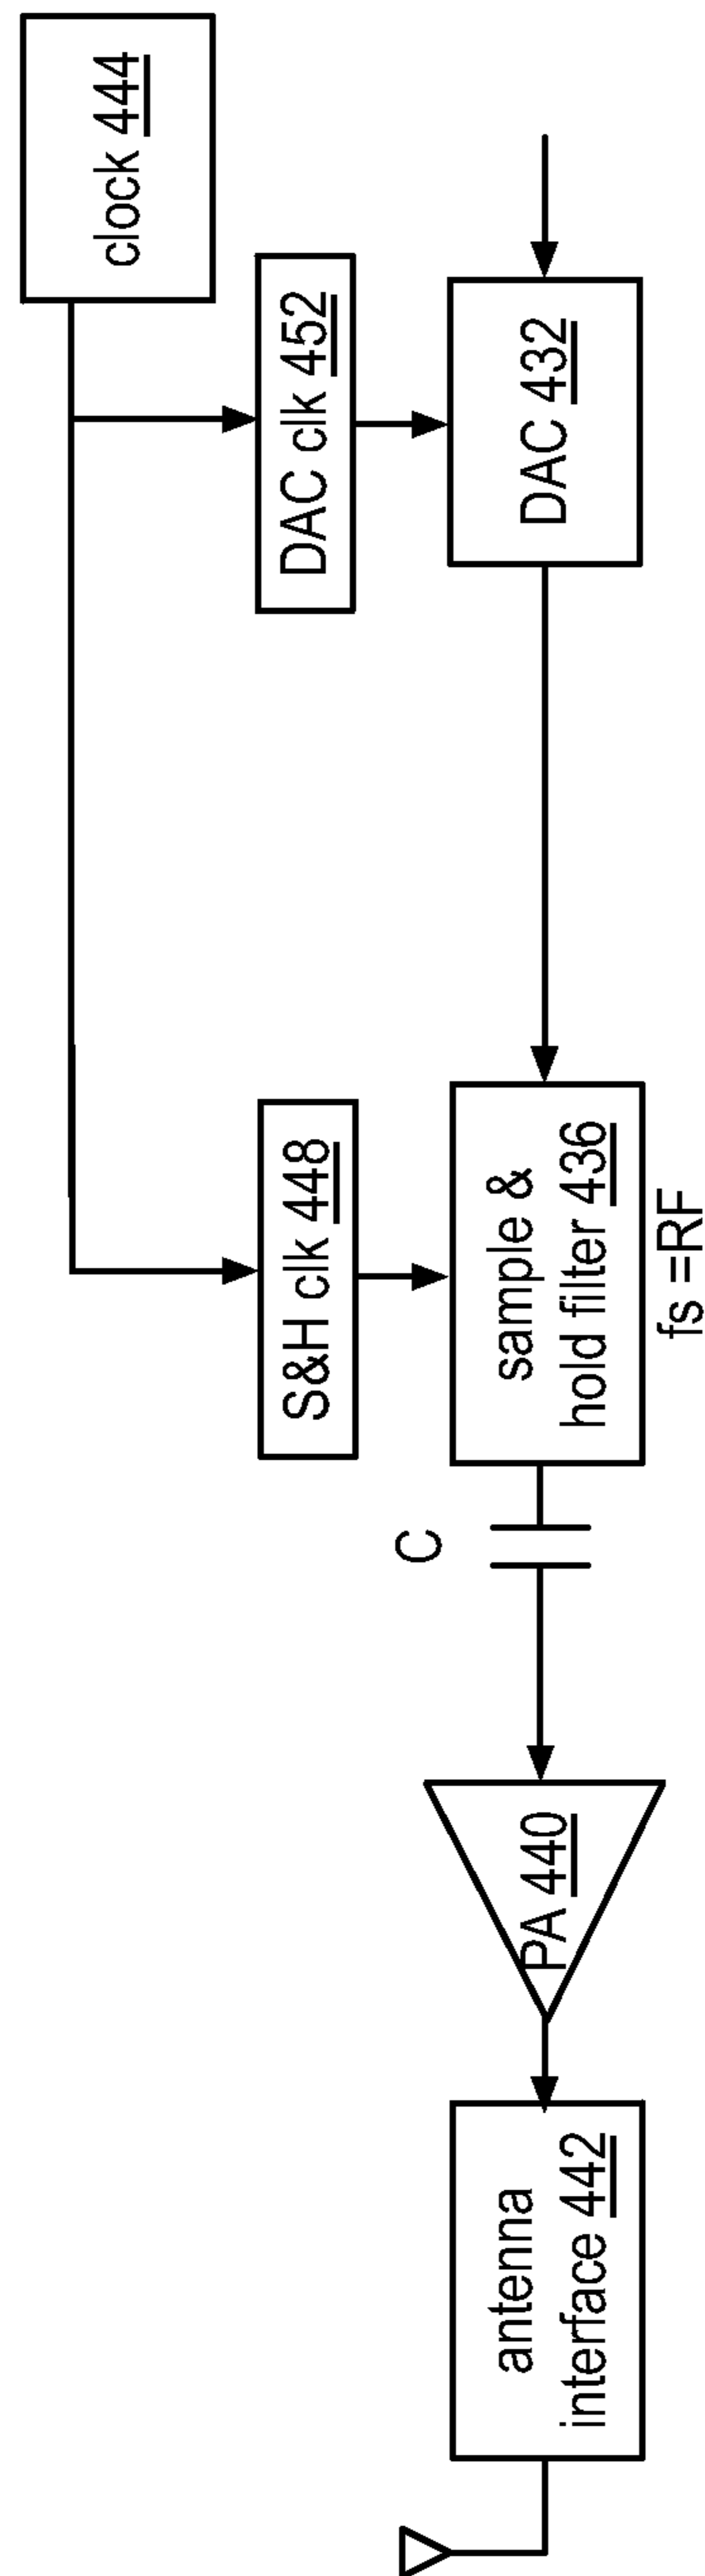 clock 444
DAC clk 452
DAC 432
S&H clk 448
sample &
hold filter 436
fs =RF
C
PA 440
antenna
interface 442